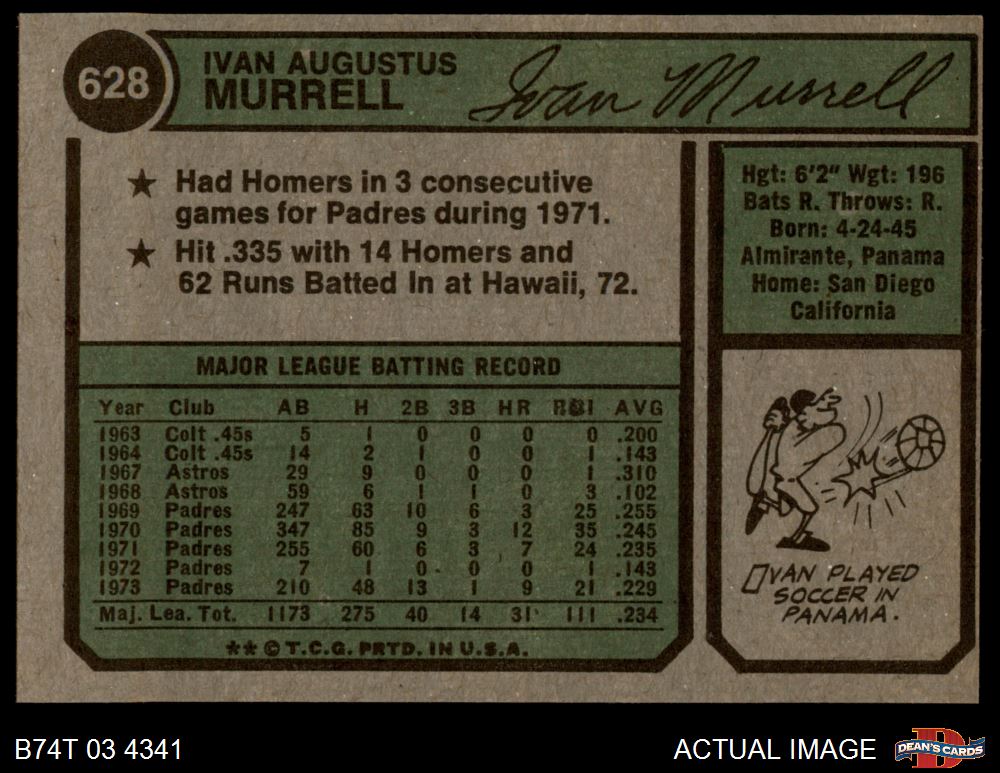 628
IVAN AUGUSTUS
MURRELL
Ivan Murrell
★ Had Homers in 3 consecutive
games for Padres during 1971.
★ Hit .335 with 14 Homers and
62 Runs Batted In at Hawaii, 72.
Hgt: 6'2" Wgt: 196
Bats R. Throws: R.
Born: 4-24-45
Almirante, Panama
Home: San Diego
California
MAJOR LEAGUE BATTING RECORD
Year Club AB H 2B 3B HR RBI AVG
1963 Colt .45s 5 1 0 0 0 0 .200
1964 Colt .45s 14 2 1 0 0 1 .143
1967 Astros 29 9 0 0 0 1 .310
1968 Astros 59 6 1 1 0 3 .102
1969 Padres 247 63 10 6 3 25 .255
1970 Padres 347 85 9 3 12 35 .245
1971 Padres 255 60 6 3 7 24 .235
1972 Padres 7 1 0 0 0 1 .143
1973 Padres 210 48 13 1 9 21 .229
Maj. Lea. Tot. 1173 275 40 14 31 111 .234
** © T.C.G. PRTD. IN U.S.A.
IVAN PLAYED
SOCCER IN
PANAMA.
B74T 03 4341
ACTUAL IMAGE
DEAN'S CARDS